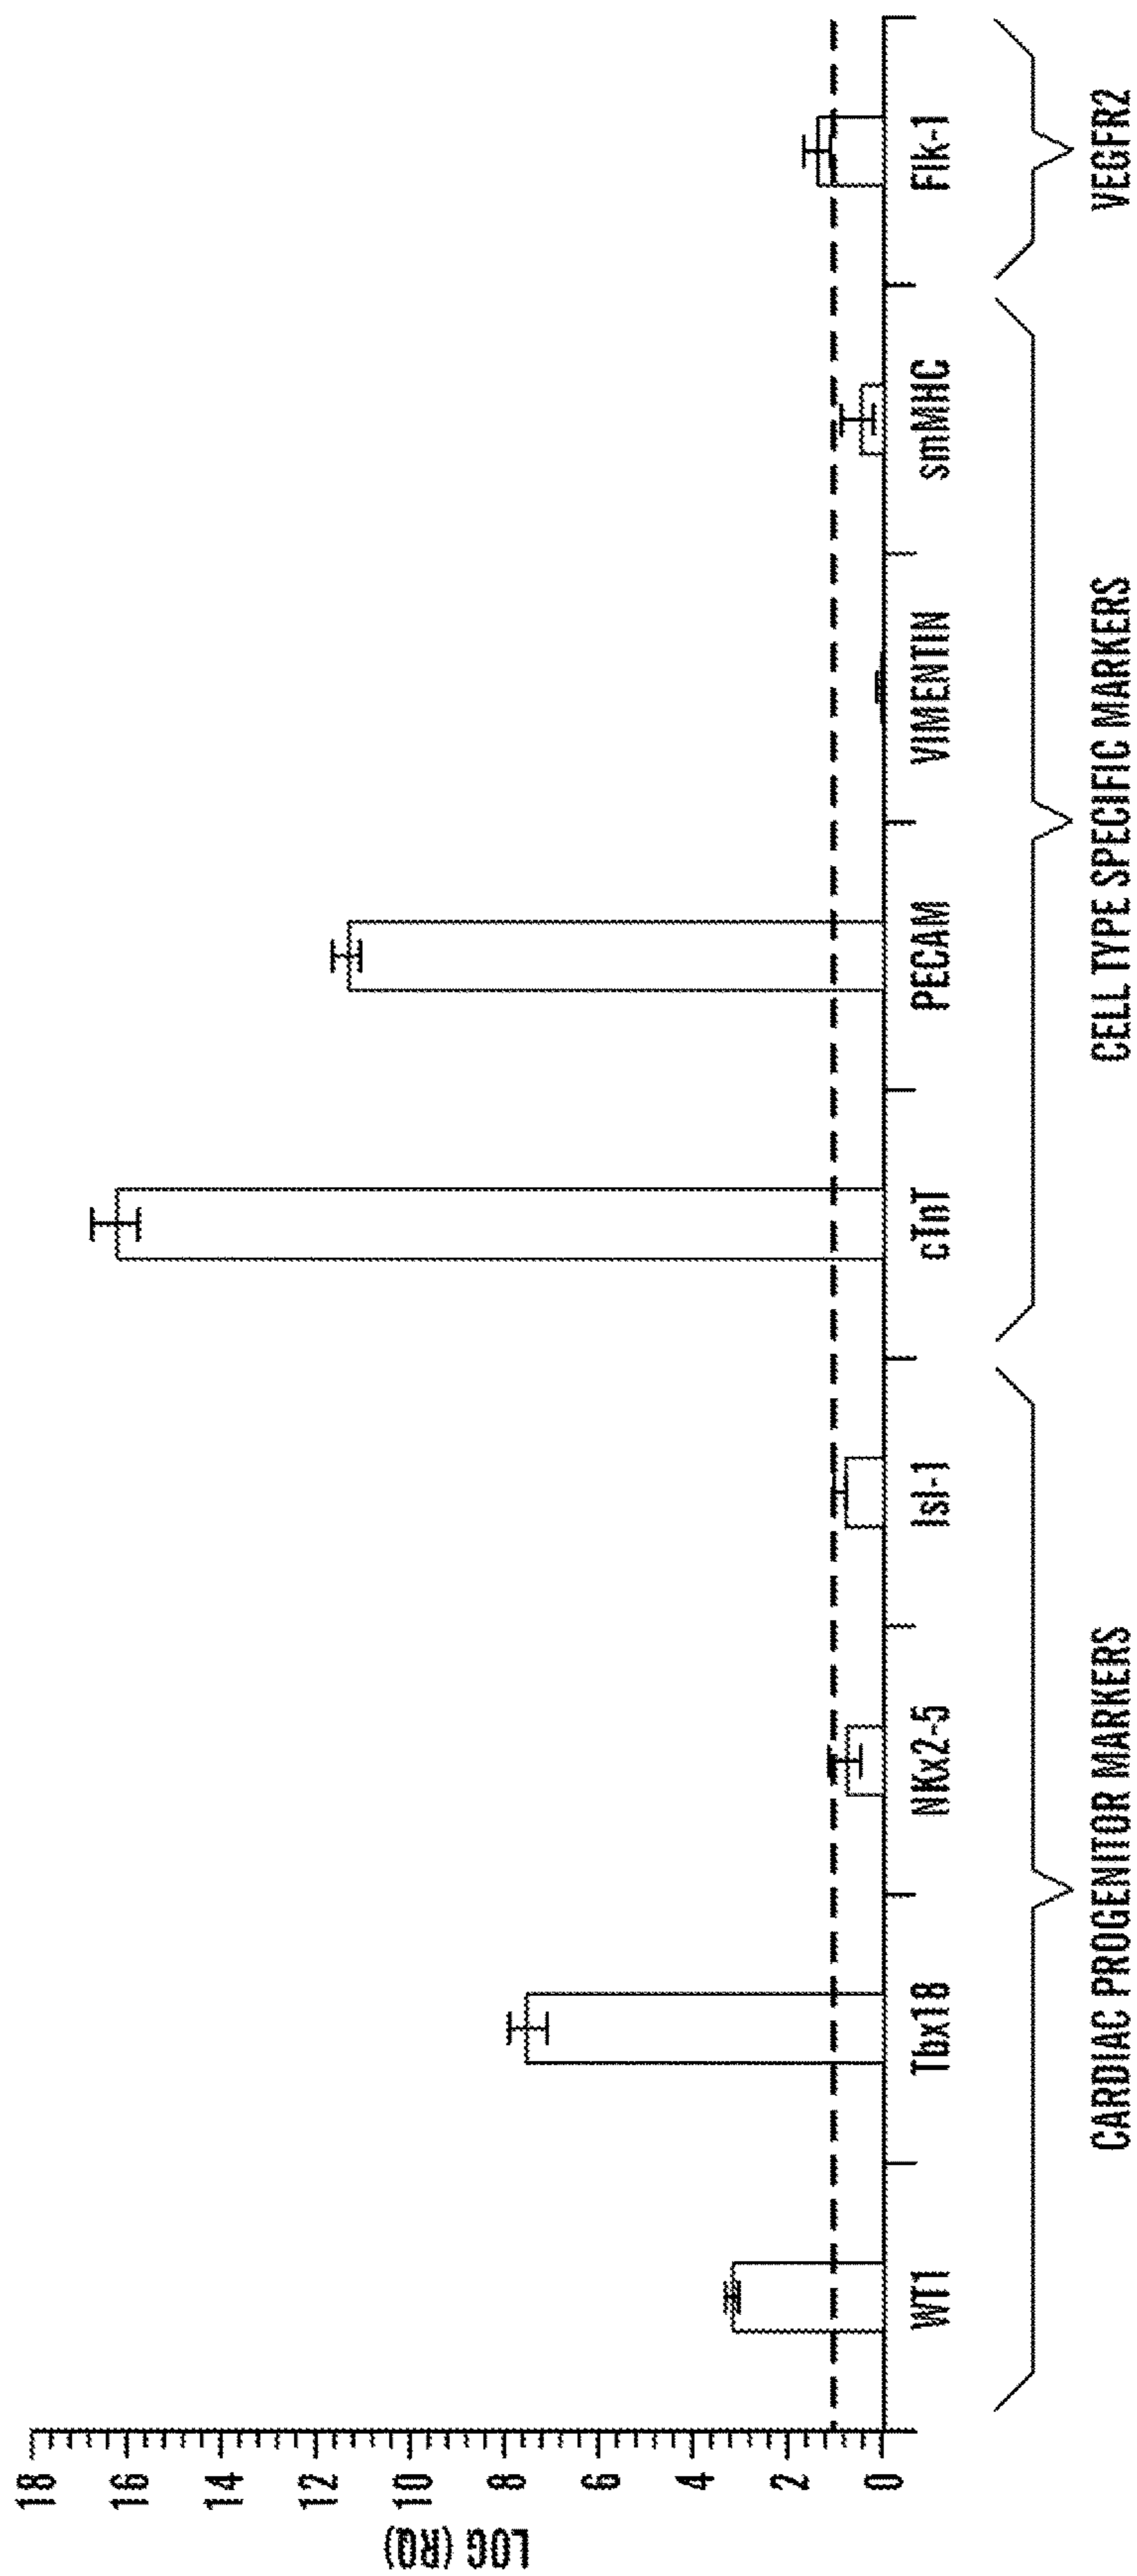 LOG (RQ)
18
16
14
12
10
8
6
4
2
0
WT1
Tbx18
NKx2-5
Isl-1
cTnT
PECAM
VIMENTIN
smMHC
Flk-1
CARDIAC PROGENITOR MARKERS
CELL TYPE SPECIFIC MARKERS
VEGFR2